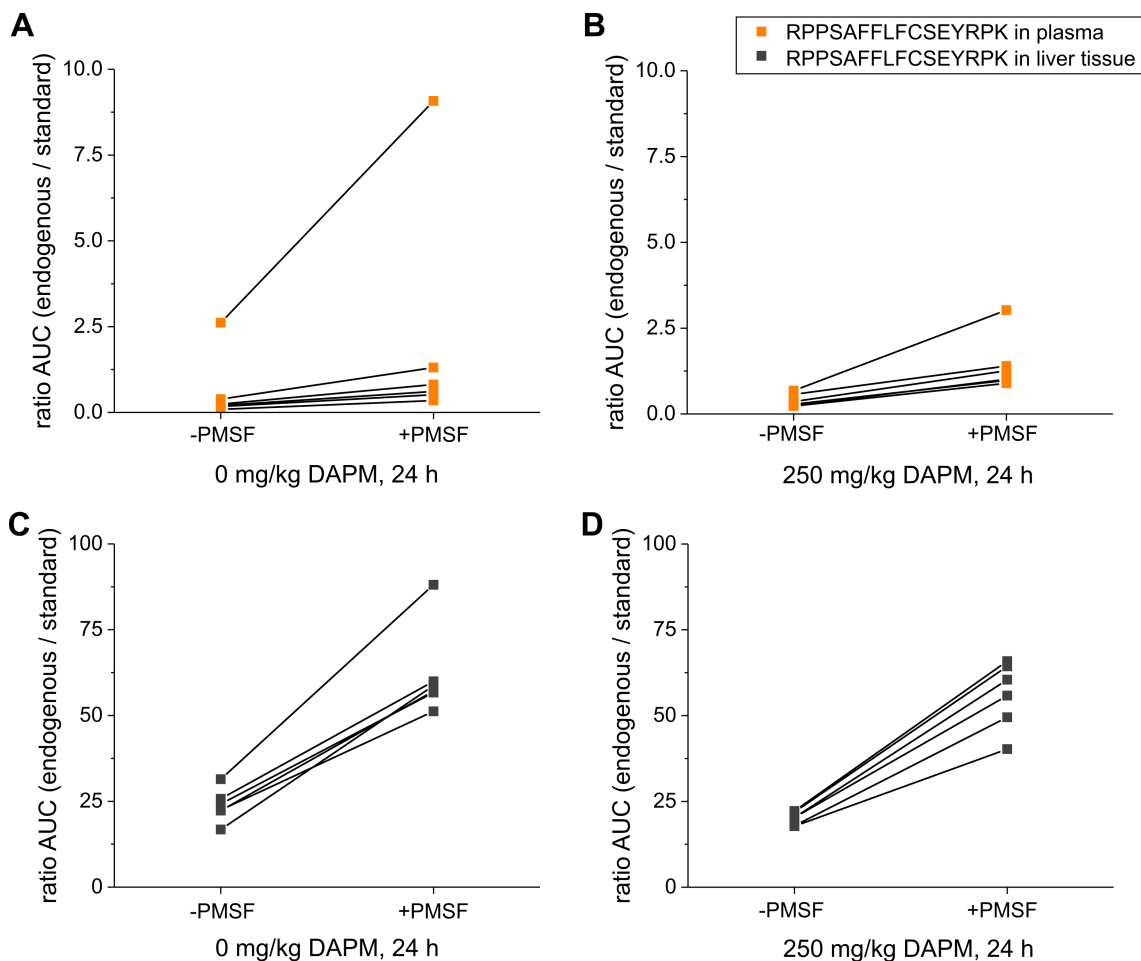 A
B
RPPSAFFLFCSEYRPK in plasma
RPPSAFFLFCSEYRPK in liver tissue
ratio AUC (endogenous / standard)
10.0
7.5
5.0
2.5
0.0
-PMSF
+PMSF
0 mg/kg DAPM, 24 h
ratio AUC (endogenous / standard)
10.0
7.5
5.0
2.5
0.0
-PMSF
+PMSF
250 mg/kg DAPM, 24 h
C
ratio AUC (endogenous / standard)
100
75
50
25
0
-PMSF
+PMSF
0 mg/kg DAPM, 24 h
D
ratio AUC (endogenous / standard)
100
75
50
25
0
-PMSF
+PMSF
250 mg/kg DAPM, 24 h